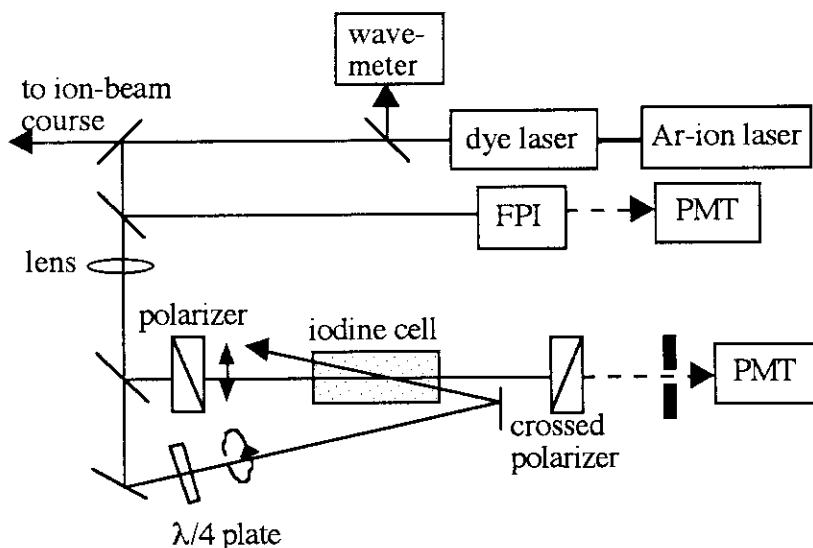 wave-
meter
to ion-beam
course
dye laser
Ar-ion laser
FPI
PMT
lens
polarizer
iodine cell
PMT
crossed
polarizer
λ/4 plate